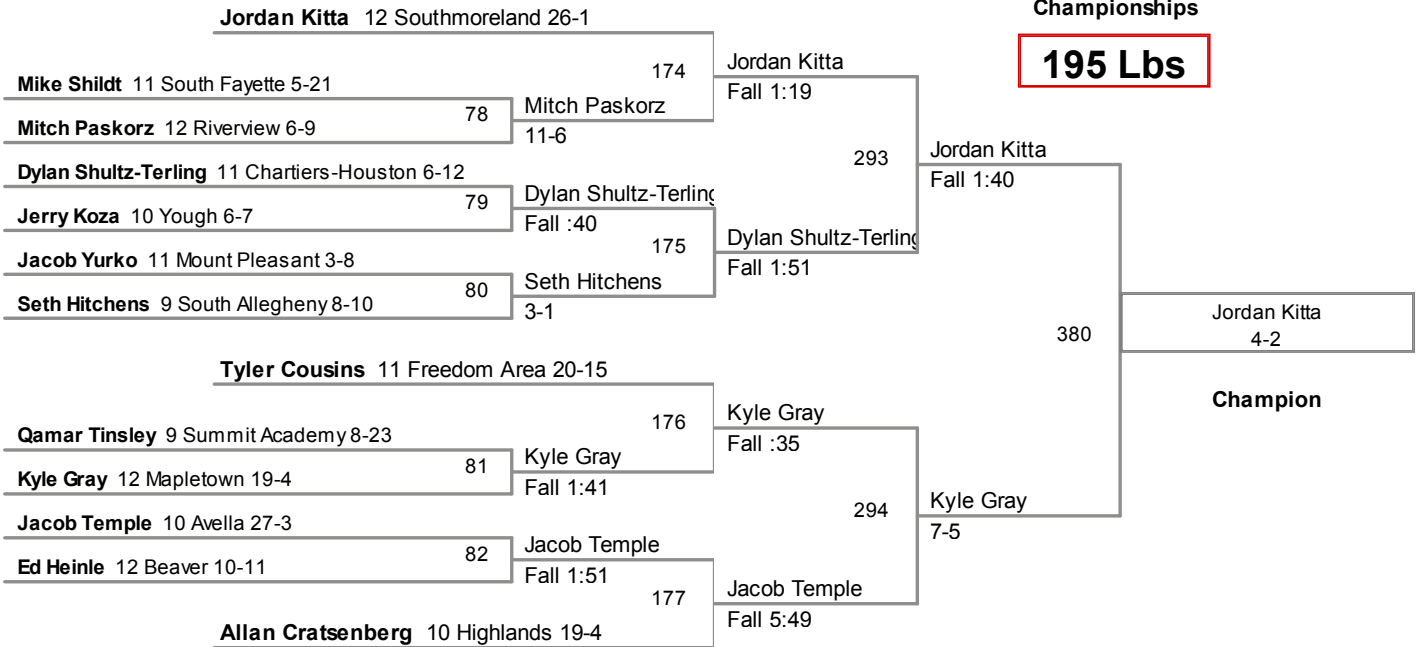 Championships
195 Lbs
Jordan Kitta 12 Southmoreland 26-1
174
Jordan Kitta
Fall 1:19
Mike Shildt 11 South Fayette 5-21
78
Mitch Paskorz
11-6
Mitch Paskorz 12 Riverview 6-9
293
Jordan Kitta
Fall 1:40
Dylan Shultz-Terling 11 Chartiers-Houston 6-12
79
Dylan Shultz-Terling
Fall :40
Jerry Koza 10 Yough 6-7
175
Dylan Shultz-Terling
Fall 1:51
Jacob Yurko 11 Mount Pleasant 3-8
80
Seth Hitchens
3-1
Seth Hitchens 9 South Allegheny 8-10
380
Jordan Kitta
4-2
Champion
Tyler Cousins 11 Freedom Area 20-15
176
Kyle Gray
Fall :35
Qamar Tinsley 9 Summit Academy 8-23
81
Kyle Gray
Fall 1:41
Kyle Gray 12 Mapletown 19-4
294
Kyle Gray
7-5
Jacob Temple 10 Avella 27-3
82
Jacob Temple
Fall 1:51
Ed Heinle 12 Beaver 10-11
177
Jacob Temple
Fall 5:49
Allan Cratsenberg 10 Highlands 19-4